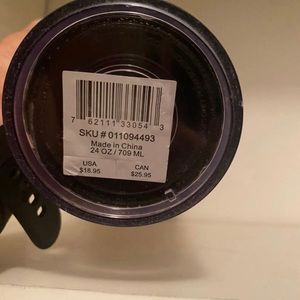 7 62111 33054 3
SKU # 011094493
Made in China
24 OZ / 709 ML
USA CAN
$18.95 $25.95